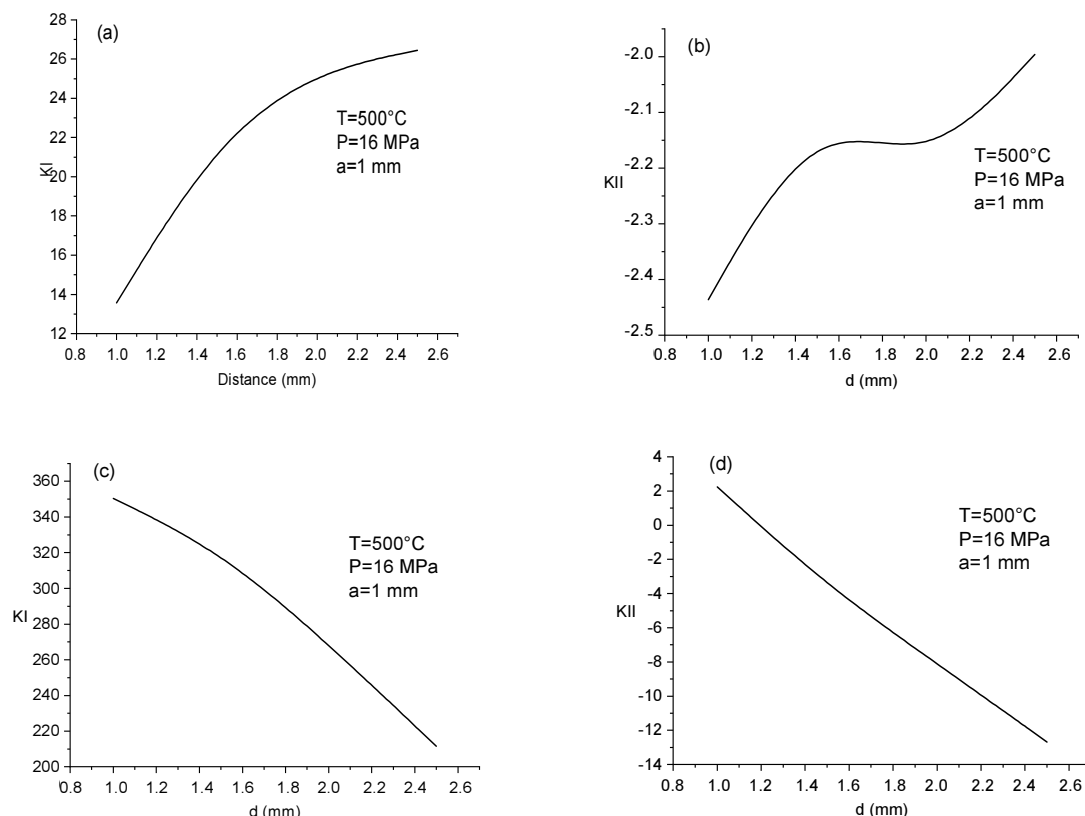 (a)
28
26
24
22
20
18
16
14
12
KI
T=500°C
P=16 MPa
a=1 mm
0.8 1.0 1.2 1.4 1.6 1.8 2.0 2.2 2.4 2.6
Distance (mm)
(b)
-2.0
-2.1
-2.2
-2.3
-2.4
-2.5
KII
T=500°C
P=16 MPa
a=1 mm
0.8 1.0 1.2 1.4 1.6 1.8 2.0 2.2 2.4 2.6
d (mm)
(c)
360
340
320
300
280
260
240
220
200
KI
T=500°C
P=16 MPa
a=1 mm
0.8 1.0 1.2 1.4 1.6 1.8 2.0 2.2 2.4 2.6
d (mm)
(d)
4
2
0
-2
-4
-6
-8
-10
-12
-14
KII
T=500°C
P=16 MPa
a=1 mm
0.8 1.0 1.2 1.4 1.6 1.8 2.0 2.2 2.4 2.6
d (mm)